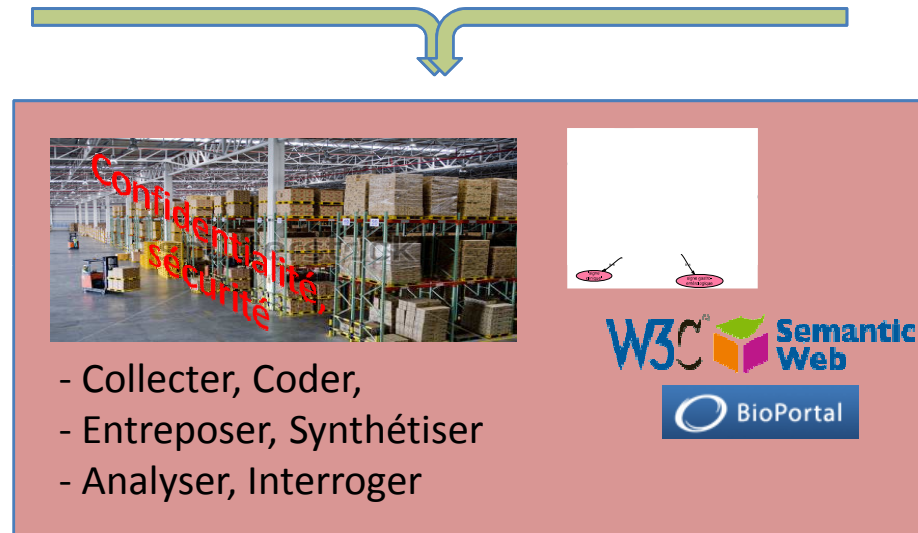 Confidentialité,
sécurité
- Collecter, Coder,
- Entreposer, Synthétiser
- Analyser, Interroger
W3C
Semantic
Web
BioPortal